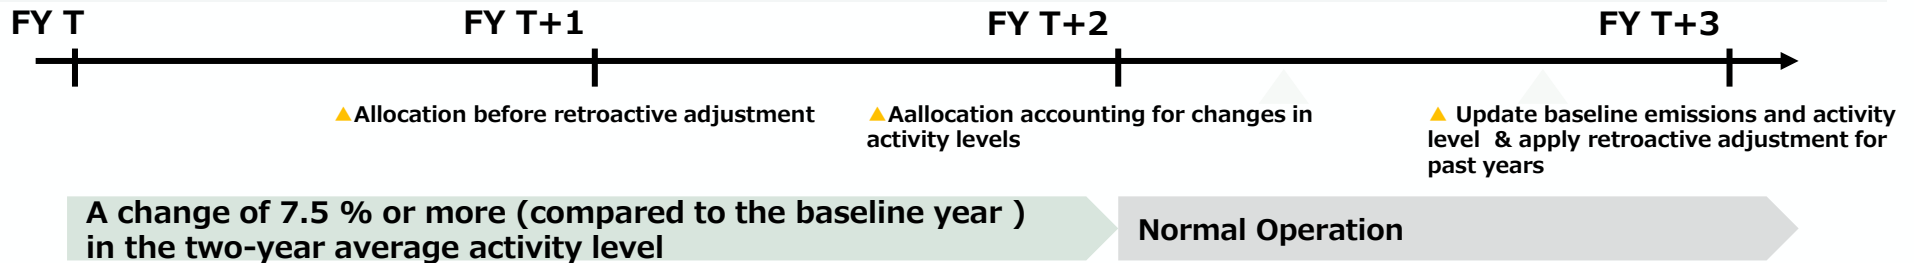 FY T
FY T+1
FY T+2
FY T+3
▲Allocation before retroactive adjustment
▲Aallocation accounting for changes in
activity levels
▲ Update baseline emissions and activity
level & apply retroactive adjustment for
past years
A change of 7.5 % or more (compared to the baseline year )
in the two-year average activity level
Normal Operation